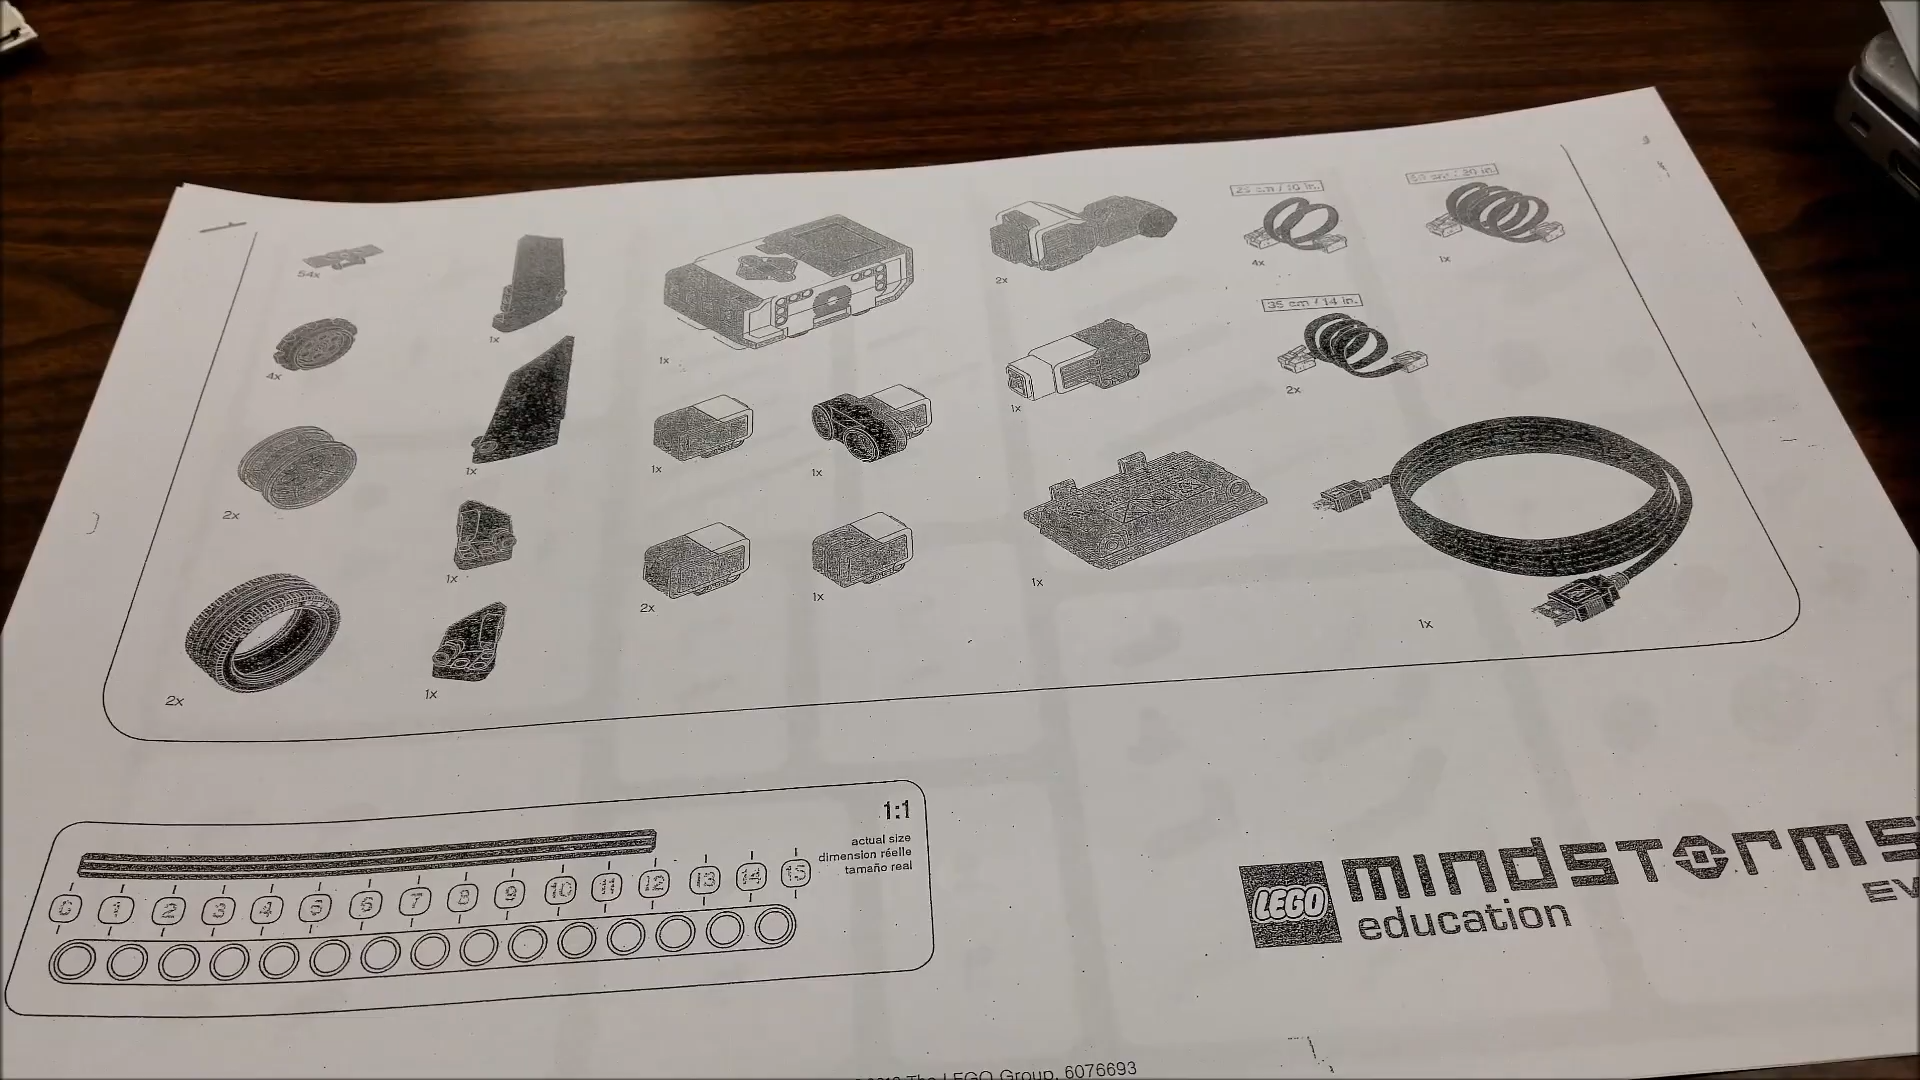 54x
4x
2x
2x
1x
1x
1x
1x
1x
1x
1x
2x
1x
2x
1x
1x
25 cm / 10 in.
4x
1x
35 cm / 14 in.
2x
1x
1:1
actual size
dimension réelle
tamaño real
0 1 2 3 4 5 6 7 8 9 10 11 12 13 14 15
LEGO mindstorms
education
The LEGO Group, 6076693